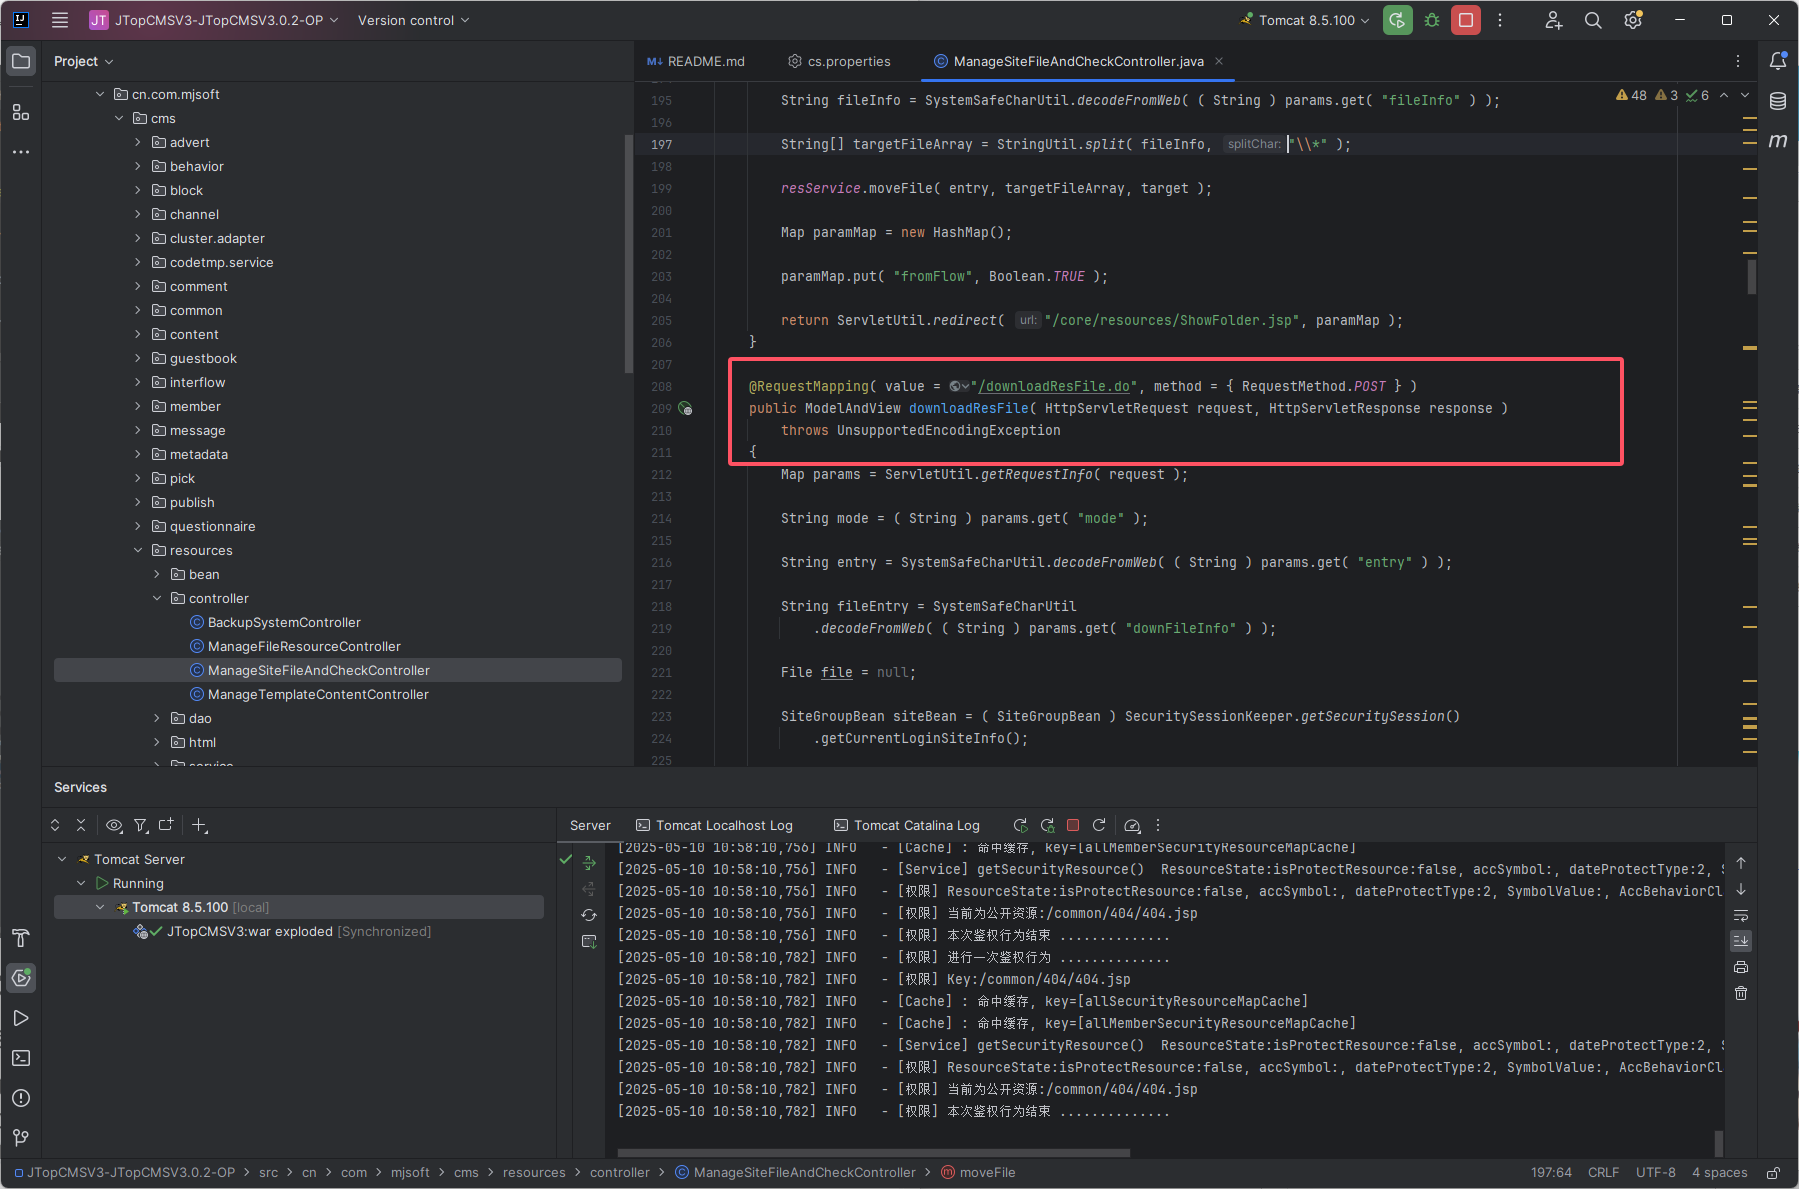 JT JTopCMSV3-JTopCMSV3.0.2-OP Version control Tomcat 8.5.100
Project
cn.com.mjsoft
cms
advert
behavior
block
channel
cluster.adapter
codetmp.service
comment
common
content
guestbook
interflow
member
message
metadata
pick
publish
questionnaire
resources
bean
controller
BackupSystemController
ManageFileResourceController
ManageSiteFileAndCheckController
ManageTemplateContentController
dao
html
service
README.md cs.properties ManageSiteFileAndCheckController.java
48 3 6
195 String fileInfo = SystemSafeCharUtil.decodeFromWeb( ( String ) params.get( "fileInfo" ) );
196
197 String[] targetFileArray = StringUtil.split( fileInfo, splitChar: "\\*" );
198
199 resService.moveFile( entry, targetFileArray, target );
200
201 Map paramMap = new HashMap();
202
203 paramMap.put( "fromFlow", Boolean.TRUE );
204
205 return ServletUtil.redirect( url: "/core/resources/ShowFolder.jsp", paramMap );
206 }
207
208 @RequestMapping( value = "/downloadResFile.do", method = { RequestMethod.POST } )
209 public ModelAndView downloadResFile( HttpServletRequest request, HttpServletResponse response )
210 throws UnsupportedEncodingException
211 {
212 Map params = ServletUtil.getRequestInfo( request );
213
214 String mode = ( String ) params.get( "mode" );
215
216 String entry = SystemSafeCharUtil.decodeFromWeb( ( String ) params.get( "entry" ) );
217
218 String fileEntry = SystemSafeCharUtil
219 .decodeFromWeb( ( String ) params.get( "downFileInfo" ) );
220
221 File file = null;
222
223 SiteGroupBean siteBean = ( SiteGroupBean ) SecuritySessionKeeper.getSecuritySession()
224 .getCurrentLoginSiteInfo();
225
Services
Tomcat Server
Running
Tomcat 8.5.100 [local]
JTopCMSV3:war exploded [Synchronized]
Server Tomcat Localhost Log Tomcat Catalina Log
[2025-05-10 10:58:10,756] INFO - [Cache] : 命中缓存, key=[allMemberSecurityResourceMapCache]
[2025-05-10 10:58:10,756] INFO - [Service] getSecurityResource() ResourceState:isProtectResource:false, accSymbol:, dateProtectType:2,
[2025-05-10 10:58:10,756] INFO - [权限] ResourceState:isProtectResource:false, accSymbol:, dateProtectType:2, SymbolValue:, AccBehaviorCl
[2025-05-10 10:58:10,756] INFO - [权限] 当前为公开资源:/common/404/404.jsp
[2025-05-10 10:58:10,756] INFO - [权限] 本次鉴权行为结束 ..............
[2025-05-10 10:58:10,782] INFO - [权限] 进行一次鉴权行为 ..............
[2025-05-10 10:58:10,782] INFO - [权限] Key:/common/404/404.jsp
[2025-05-10 10:58:10,782] INFO - [Cache] : 命中缓存, key=[allSecurityResourceMapCache]
[2025-05-10 10:58:10,782] INFO - [Cache] : 命中缓存, key=[allMemberSecurityResourceMapCache]
[2025-05-10 10:58:10,782] INFO - [Service] getSecurityResource() ResourceState:isProtectResource:false, accSymbol:, dateProtectType:2,
[2025-05-10 10:58:10,782] INFO - [权限] ResourceState:isProtectResource:false, accSymbol:, dateProtectType:2, SymbolValue:, AccBehaviorCl
[2025-05-10 10:58:10,782] INFO - [权限] 当前为公开资源:/common/404/404.jsp
[2025-05-10 10:58:10,782] INFO - [权限] 本次鉴权行为结束 ..............
JTopCMSV3-JTopCMSV3.0.2-OP > src > cn > com > mjsoft > cms > resources > controller > ManageSiteFileAndCheckController > moveFile 197:64 CRLF UTF-8 4 spaces